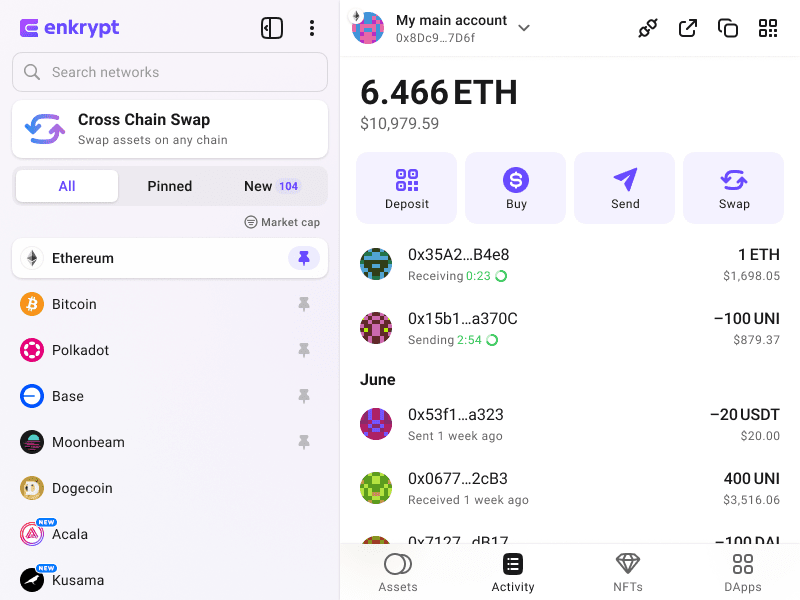 enkrypt
Search networks
Cross Chain Swap
Swap assets on any chain
All
Pinned
New 104
Market cap
Ethereum
Bitcoin
Polkadot
Base
Moonbeam
Dogecoin
NEW
Acala
NEW
Kusama
My main account
0x8Dc9…7D6f
6.466 ETH
$10,979.59
Deposit
Buy
Send
Swap
0x35A2…B4e8
1 ETH
Receiving 0:23
$1,698.05
0x15b1…a370C
−100 UNI
Sending 2:54
$879.37
June
0x53f1…a323
−20 USDT
Sent 1 week ago
$20.00
0x0677…2cB3
400 UNI
Received 1 week ago
$3,516.06
0x7127…dB17
−100 DAI
Assets
Activity
NFTs
DApps